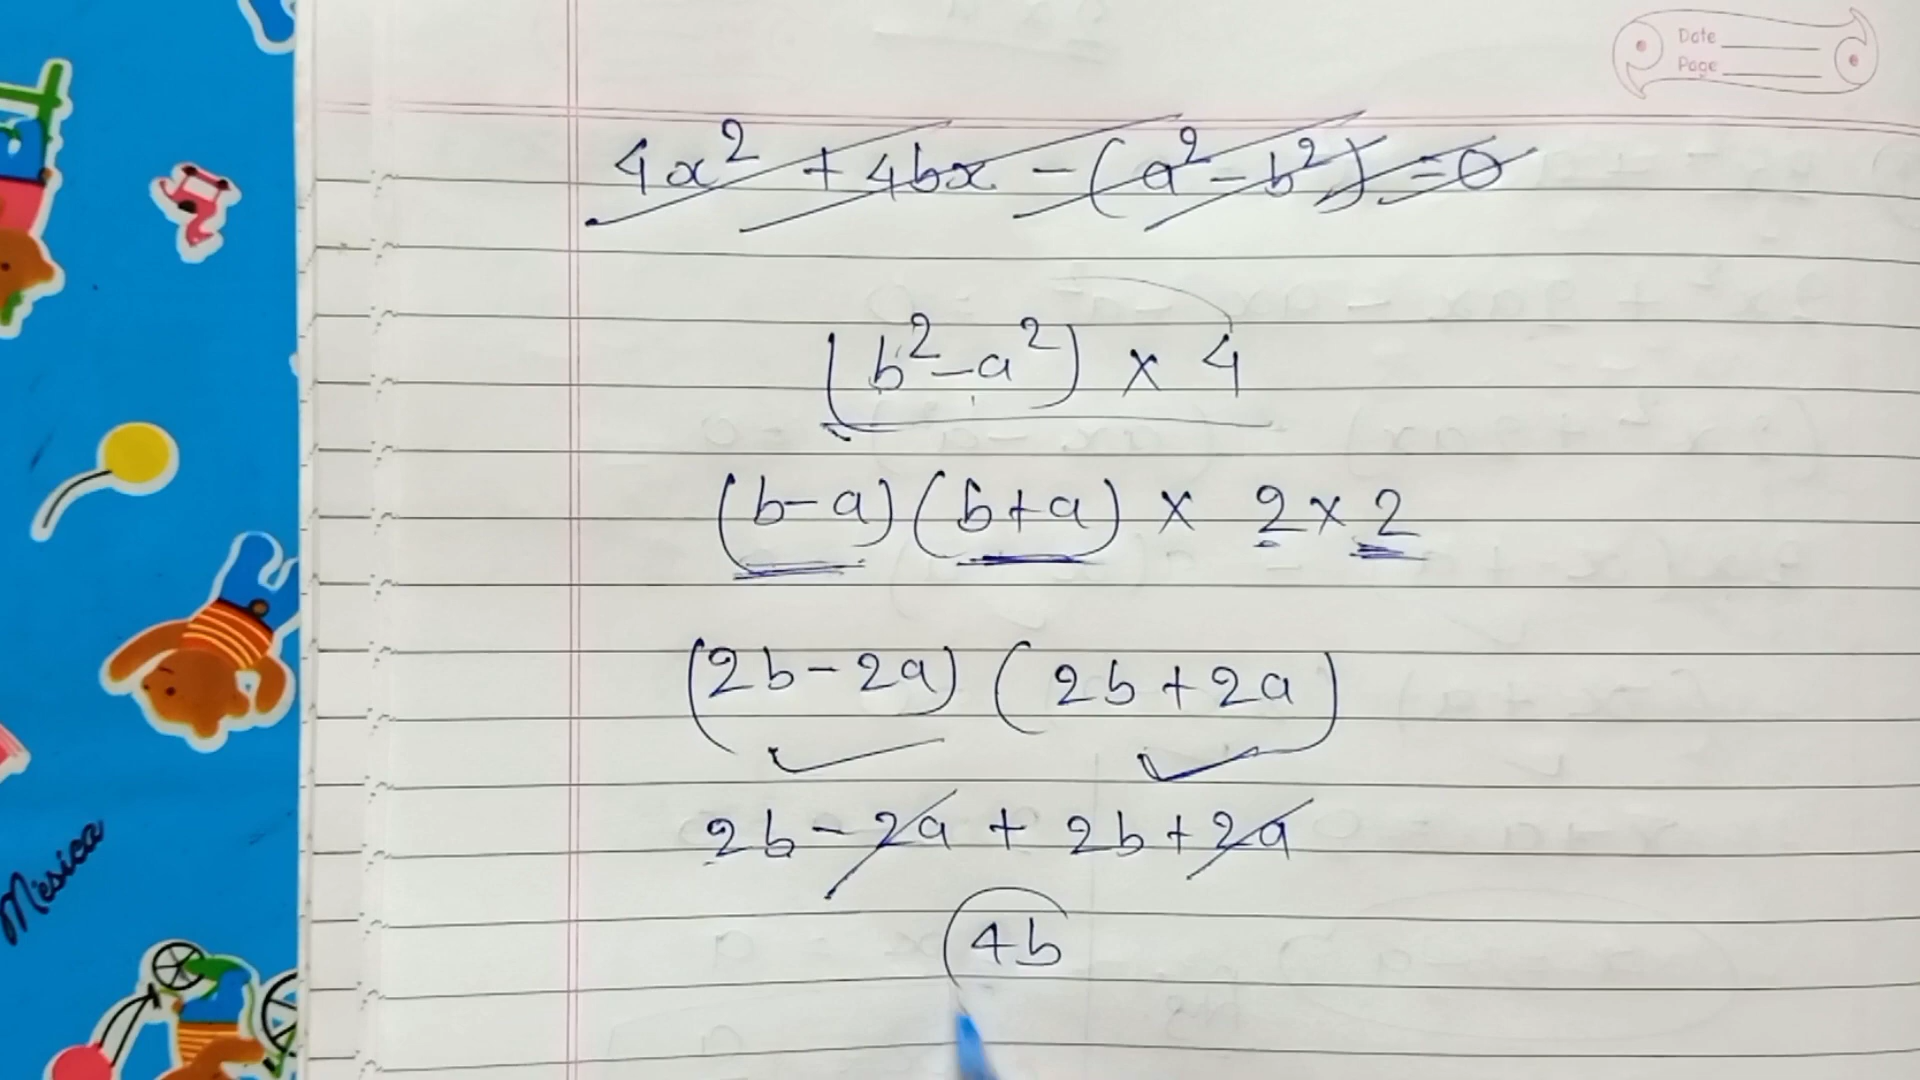 Date
Page
4x² + 4bx - (a² - b²) = 0
(b² - a²) × 4
(b - a) (b + a) × 2 × 2
(2b - 2a) (2b + 2a)
2b - 2a + 2b + 2a
4b
Mesica